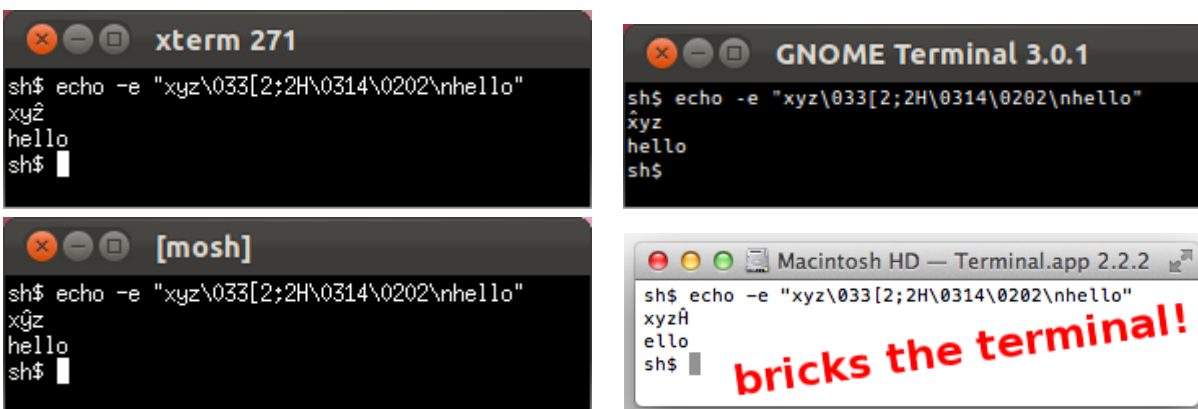 xterm 271
sh$ echo -e "xyz\033[2;2H\0314\0202\nhello"
xyẑ
hello
sh$
GNOME Terminal 3.0.1
sh$ echo -e "xyz\033[2;2H\0314\0202\nhello"
x̂yz
hello
sh$
[mosh]
sh$ echo -e "xyz\033[2;2H\0314\0202\nhello"
xŷz
hello
sh$
Macintosh HD — Terminal.app 2.2.2
sh$ echo -e "xyz\033[2;2H\0314\0202\nhello"
xyzĤ
ello
sh$
bricks the terminal!